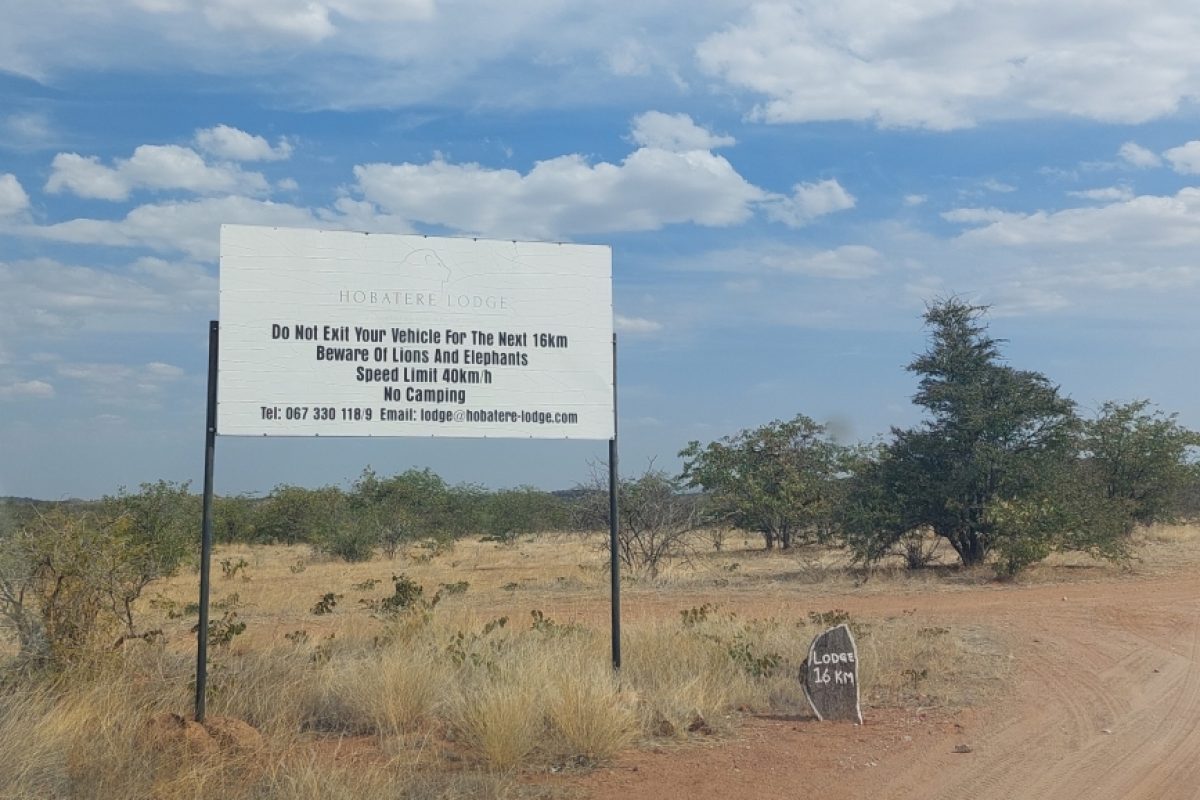 HOBATERE LODGE
Do Not Exit Your Vehicle For The Next 16km
Beware Of Lions And Elephants
Speed Limit 40km/h
No Camping
Tel: 067 330 118/9 Email: lodge@hobatere-lodge.com
LODGE
16 KM